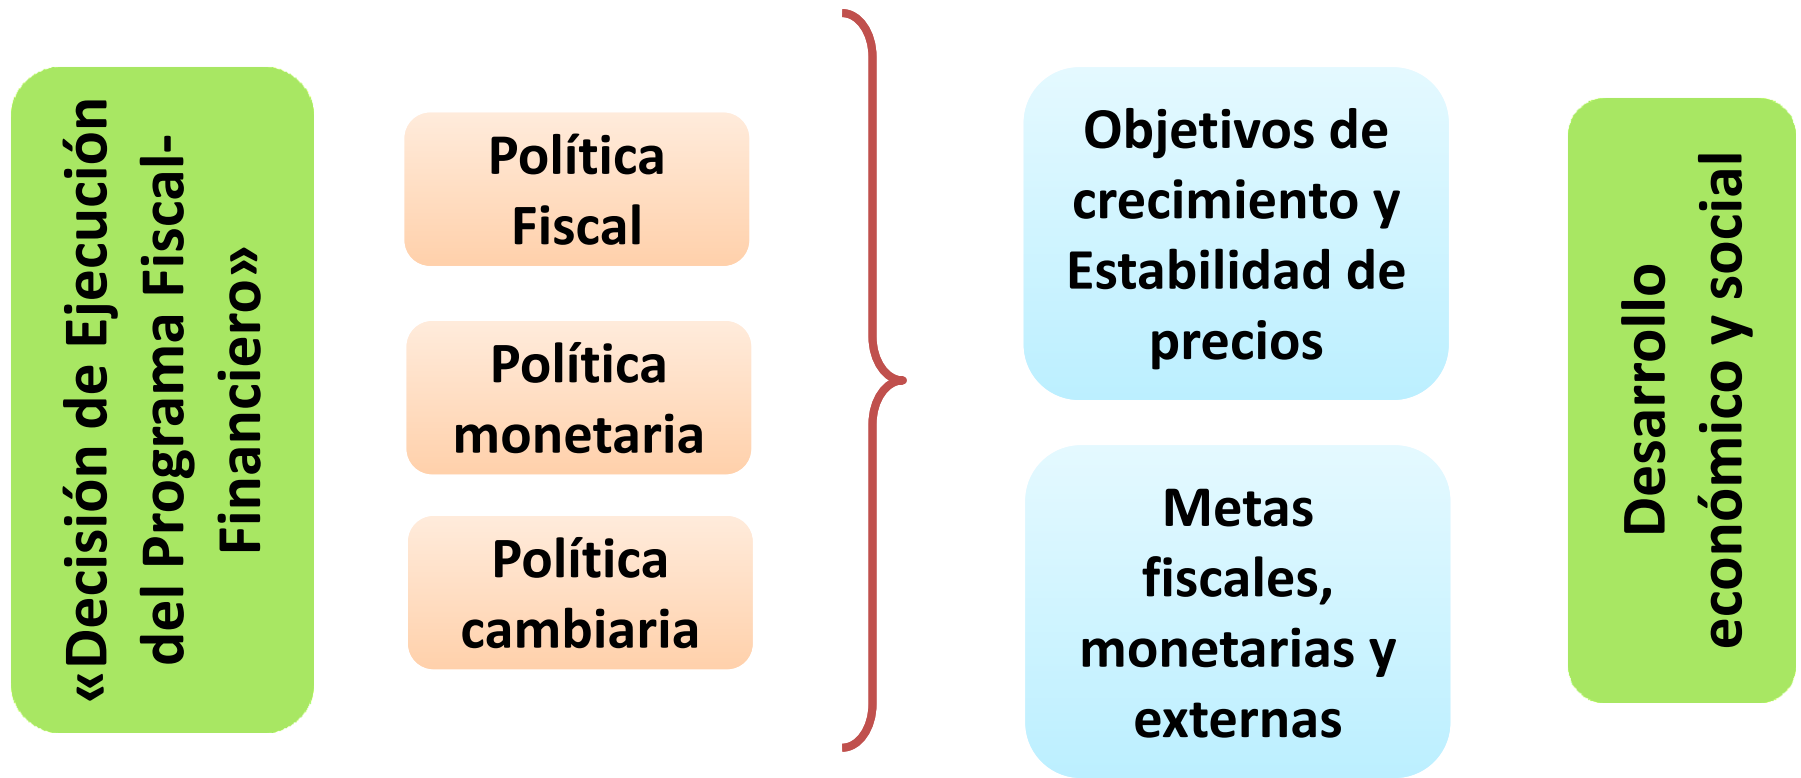 «Decisión de Ejecución
del Programa Fiscal-
Financiero»
Política
Fiscal
Política
monetaria
Política
cambiaria
Objetivos de
crecimiento y
Estabilidad de
precios
Metas
fiscales,
monetarias y
externas
Desarrollo
económico y social